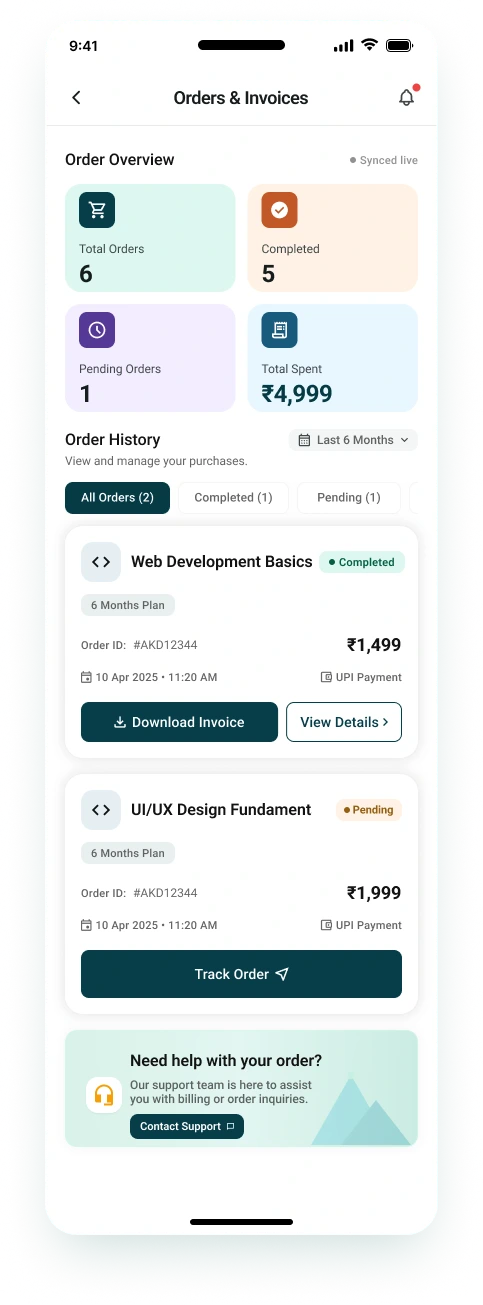 9:41
Orders & Invoices
Order Overview
Synced live
Total Orders
6
Completed
5
Pending Orders
1
Total Spent
₹4,999
Order History
Last 6 Months
View and manage your purchases.
All Orders (2)
Completed (1)
Pending (1)
Web Development Basics
Completed
6 Months Plan
Order ID: #AKD12344
₹1,499
10 Apr 2025 • 11:20 AM
UPI Payment
Download Invoice
View Details
UI/UX Design Fundament
Pending
6 Months Plan
Order ID: #AKD12344
₹1,999
10 Apr 2025 • 11:20 AM
UPI Payment
Track Order
Need help with your order?
Our support team is here to assist
you with billing or order inquiries.
Contact Support